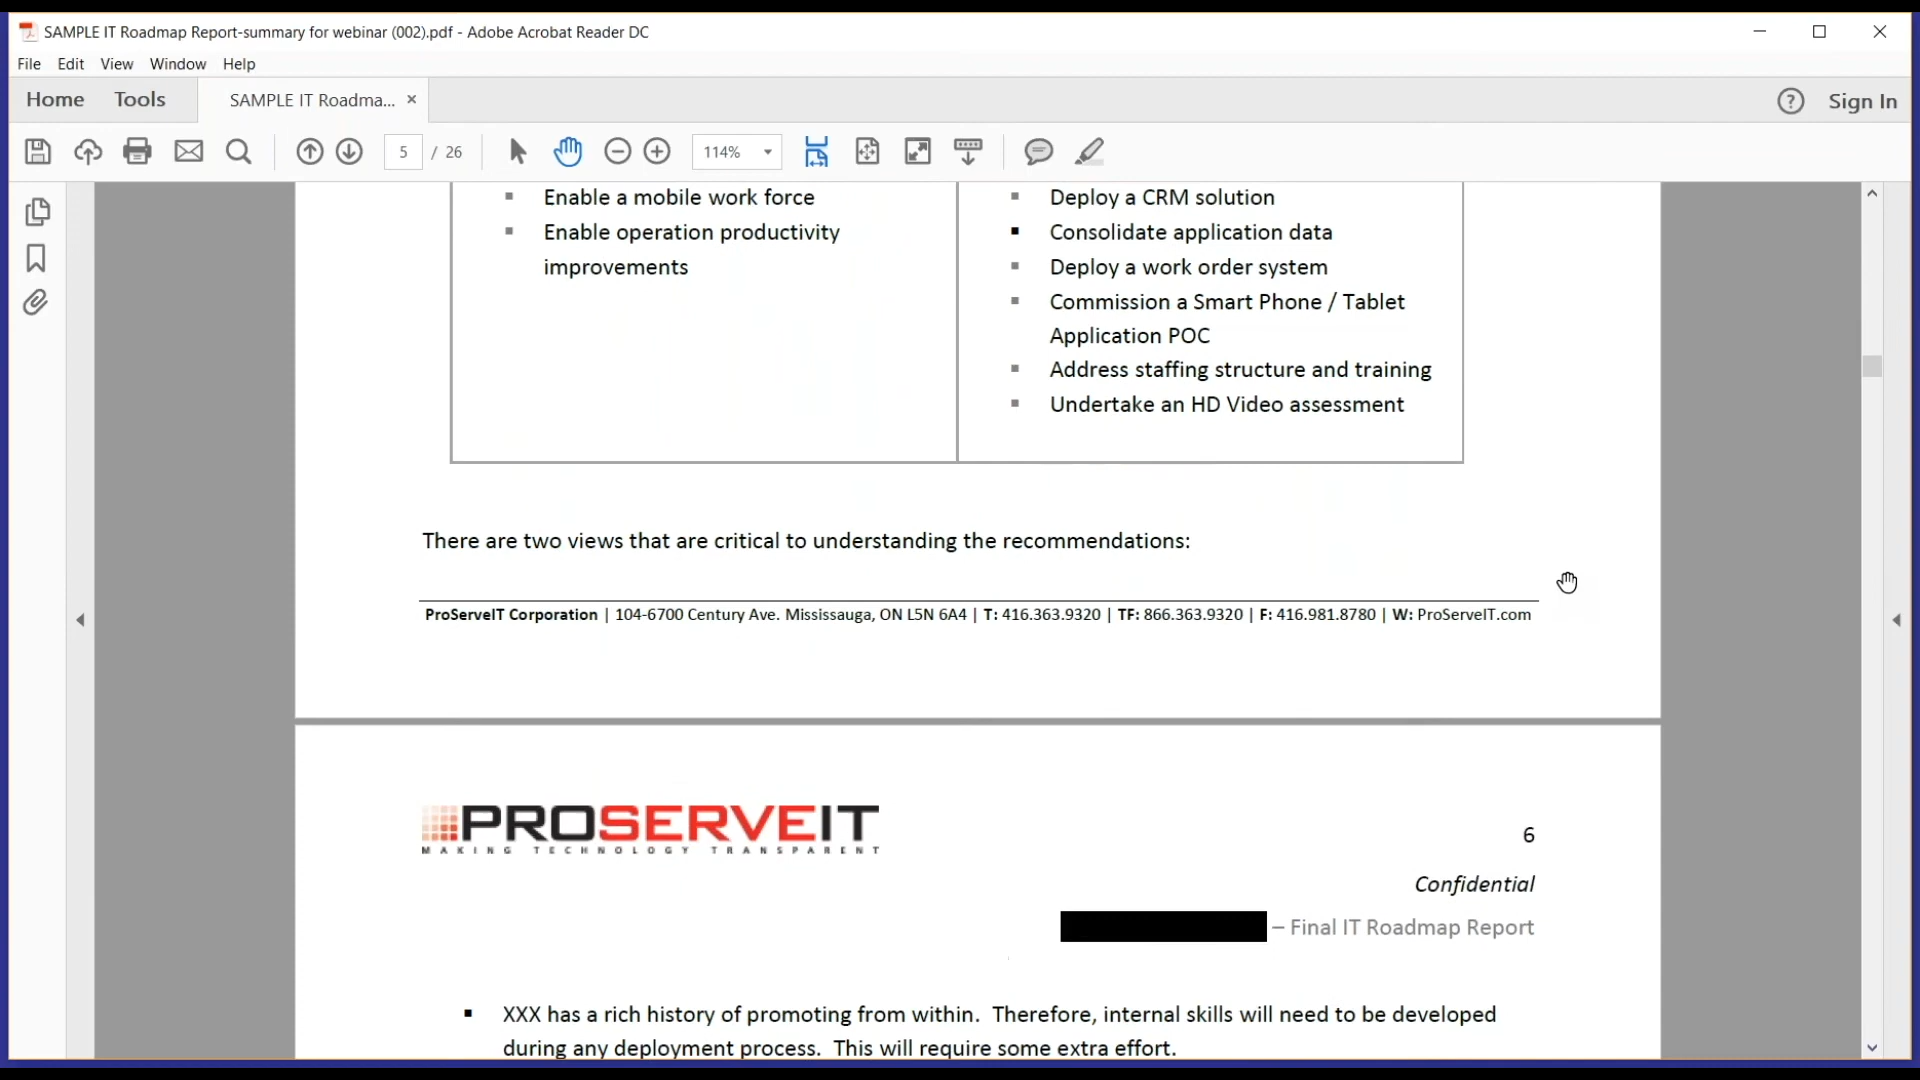 SAMPLE IT Roadmap Report-summary for webinar (002).pdf - Adobe Acrobat Reader DC
File Edit View Window Help
Home Tools SAMPLE IT Roadma... × ? Sign In
5 / 26 114%
Enable a mobile work force
Enable operation productivity
improvements
Deploy a CRM solution
Consolidate application data
Deploy a work order system
Commission a Smart Phone / Tablet
Application POC
Address staffing structure and training
Undertake an HD Video assessment
There are two views that are critical to understanding the recommendations:
ProServeIT Corporation | 104-6700 Century Ave. Mississauga, ON L5N 6A4 | T: 416.363.9320 | TF: 866.363.9320 | F: 416.981.8780 | W: ProServeIT.com
PROSERVEIT
MAKING TECHNOLOGY TRANSPARENT
6
Confidential
– Final IT Roadmap Report
XXX has a rich history of promoting from within. Therefore, internal skills will need to be developed
during any deployment process. This will require some extra effort.